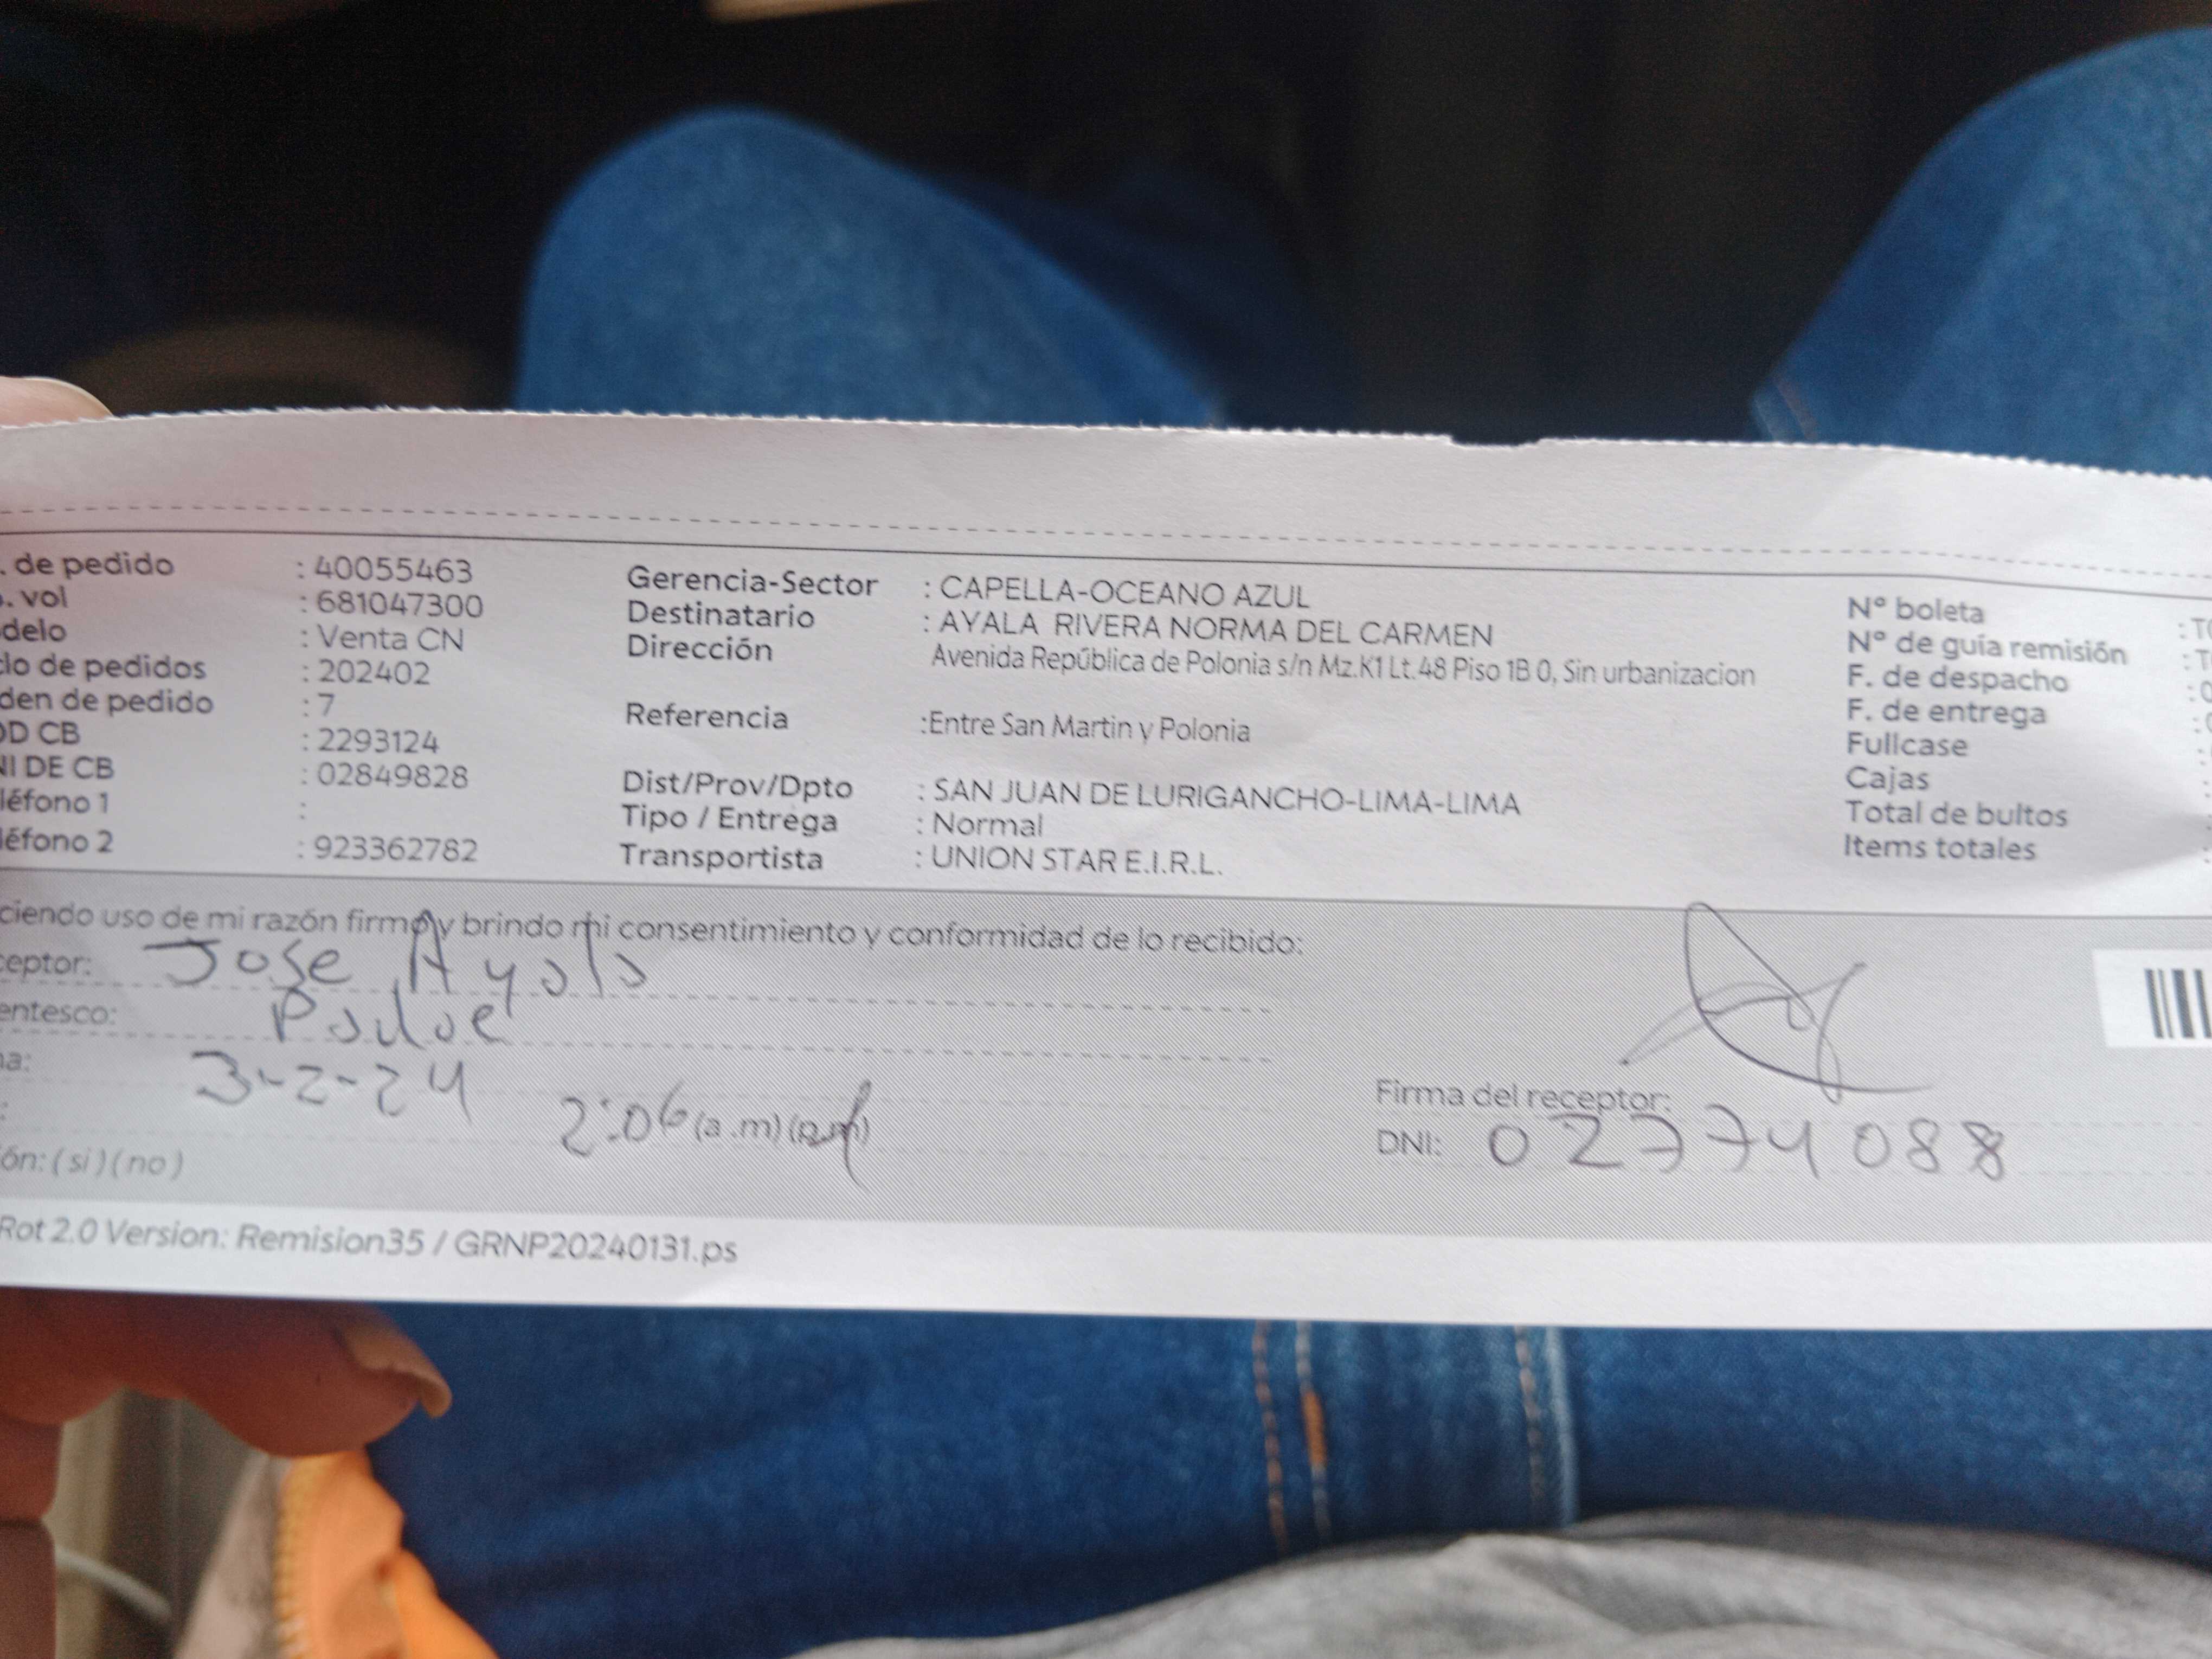 . de pedido : 40055463
. vol : 681047300
delo : Venta CN
clo de pedidos : 202402
den de pedido : 7
OD CB : 2293124
NI DE CB : 02849828
léfono 1 :
léfono 2 : 923362782
Gerencia-Sector : CAPELLA-OCEANO AZUL
Destinatario : AYALA RIVERA NORMA DEL CARMEN
Dirección Avenida República de Polonia s/n Mz.K1 Lt.48 Piso 1B 0, Sin urbanizacion
Referencia :Entre San Martin y Polonia
Dist/Prov/Dpto : SAN JUAN DE LURIGANCHO-LIMA-LIMA
Tipo / Entrega : Normal
Transportista : UNION STAR E.I.R.L.
Nº boleta :
Nº de guía remisión :
F. de despacho :
F. de entrega :
Fullcase :
Cajas :
Total de bultos :
Items totales :
ciendo uso de mi razón firmo y brindo mi consentimiento y conformidad de lo recibido:
ceptor: Jose Ayala
entesco: Padre
na: 3-2-24
: 2:06 (a .m) (p.m)
ón: ( si ) ( no )
Firma del receptor:
DNI: 02774088
Rot 2.0 Version: Remision35 / GRNP20240131.ps